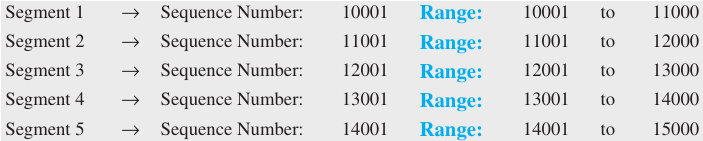 Segment 1 → Sequence Number: 10001 Range: 10001 to 11000
Segment 2 → Sequence Number: 11001 Range: 11001 to 12000
Segment 3 → Sequence Number: 12001 Range: 12001 to 13000
Segment 4 → Sequence Number: 13001 Range: 13001 to 14000
Segment 5 → Sequence Number: 14001 Range: 14001 to 15000